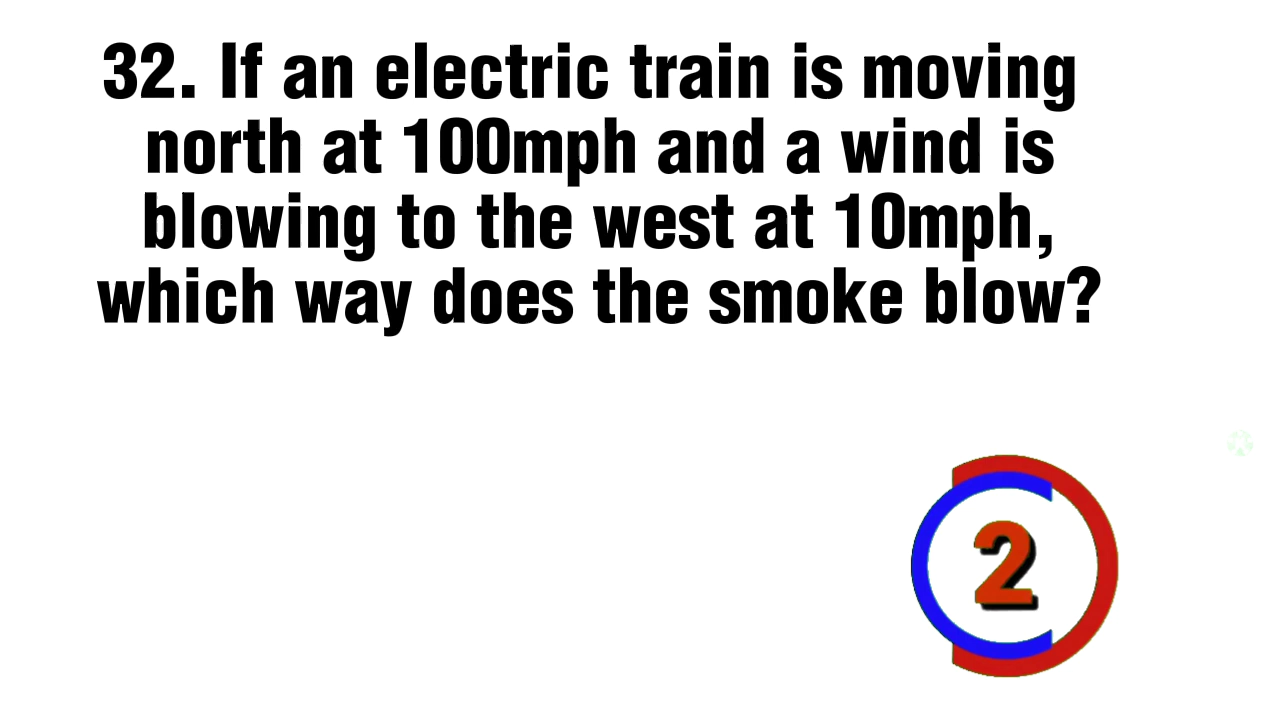 32. If an electric train is moving
north at 100mph and a wind is
blowing to the west at 10mph,
which way does the smoke blow?
2